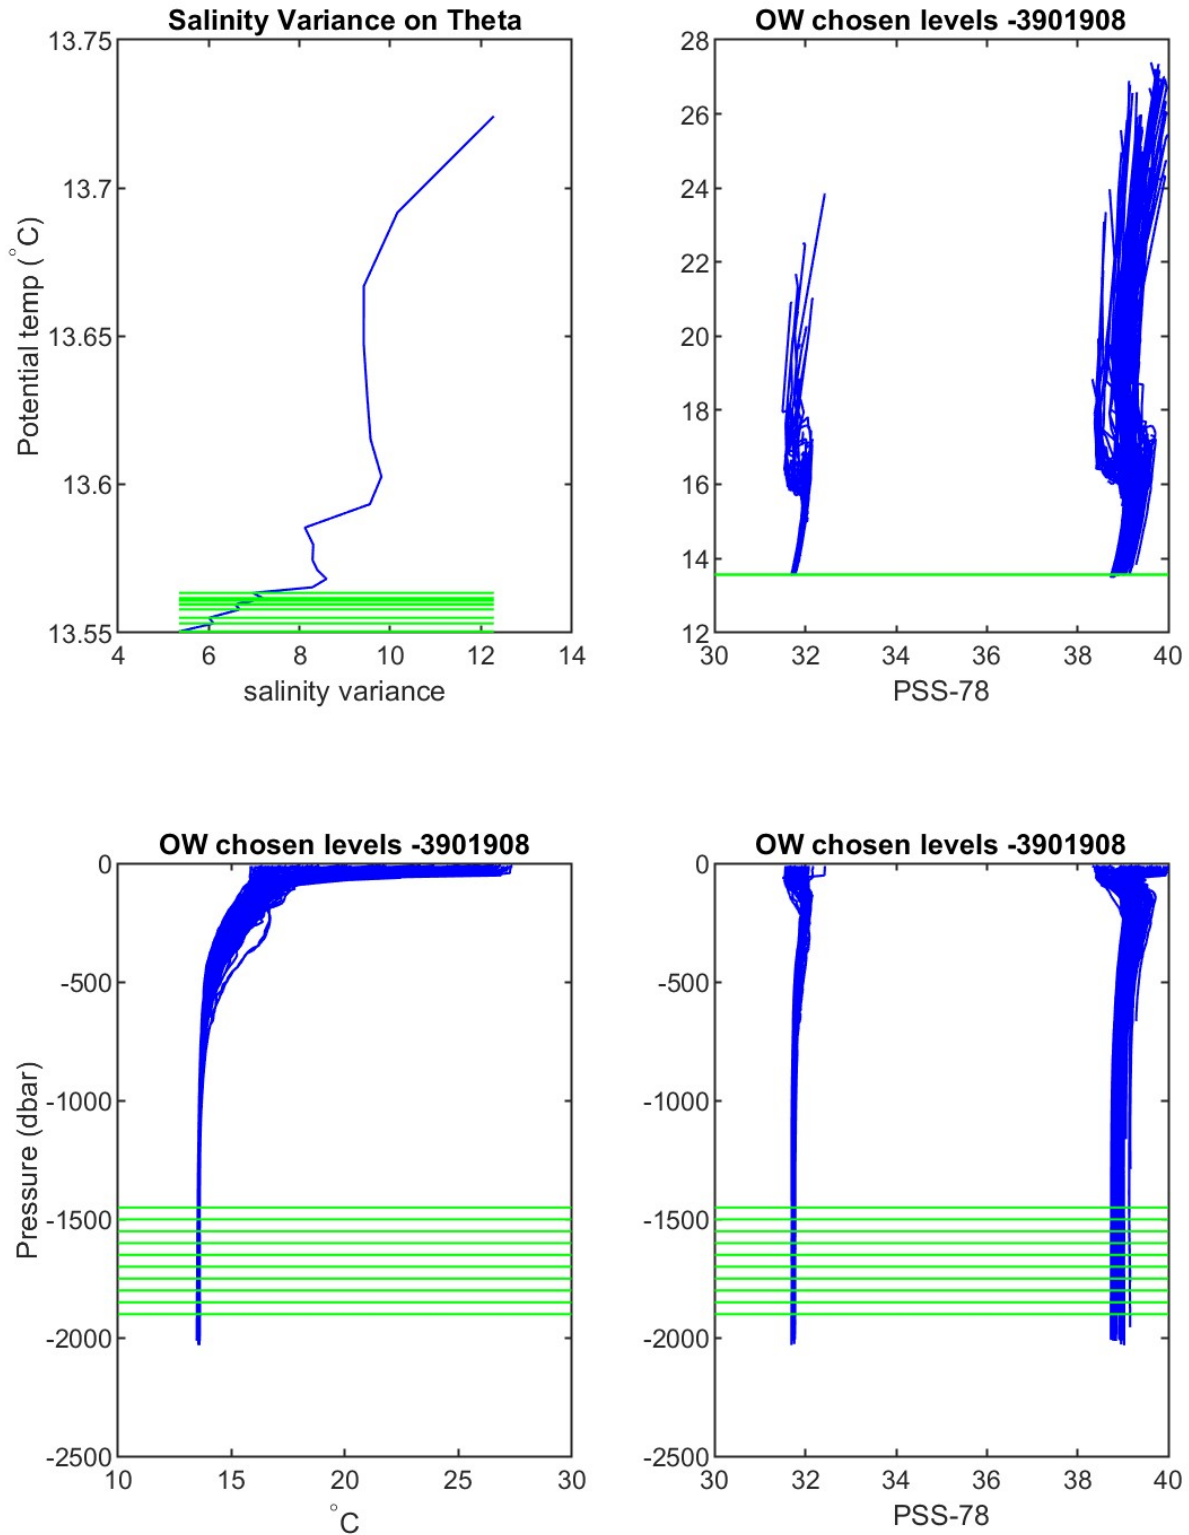 Salinity Variance on Theta
13.75
13.7
13.65
13.6
13.55
4 6 8 10 12 14
Potential temp (°C)
salinity variance
OW chosen levels -3901908
28
26
24
22
20
18
16
14
12
30 32 34 36 38 40
PSS-78
OW chosen levels -3901908
0
-500
-1000
-1500
-2000
-2500
10 15 20 25 30
Pressure (dbar)
°C
OW chosen levels -3901908
0
-500
-1000
-1500
-2000
-2500
30 32 34 36 38 40
PSS-78